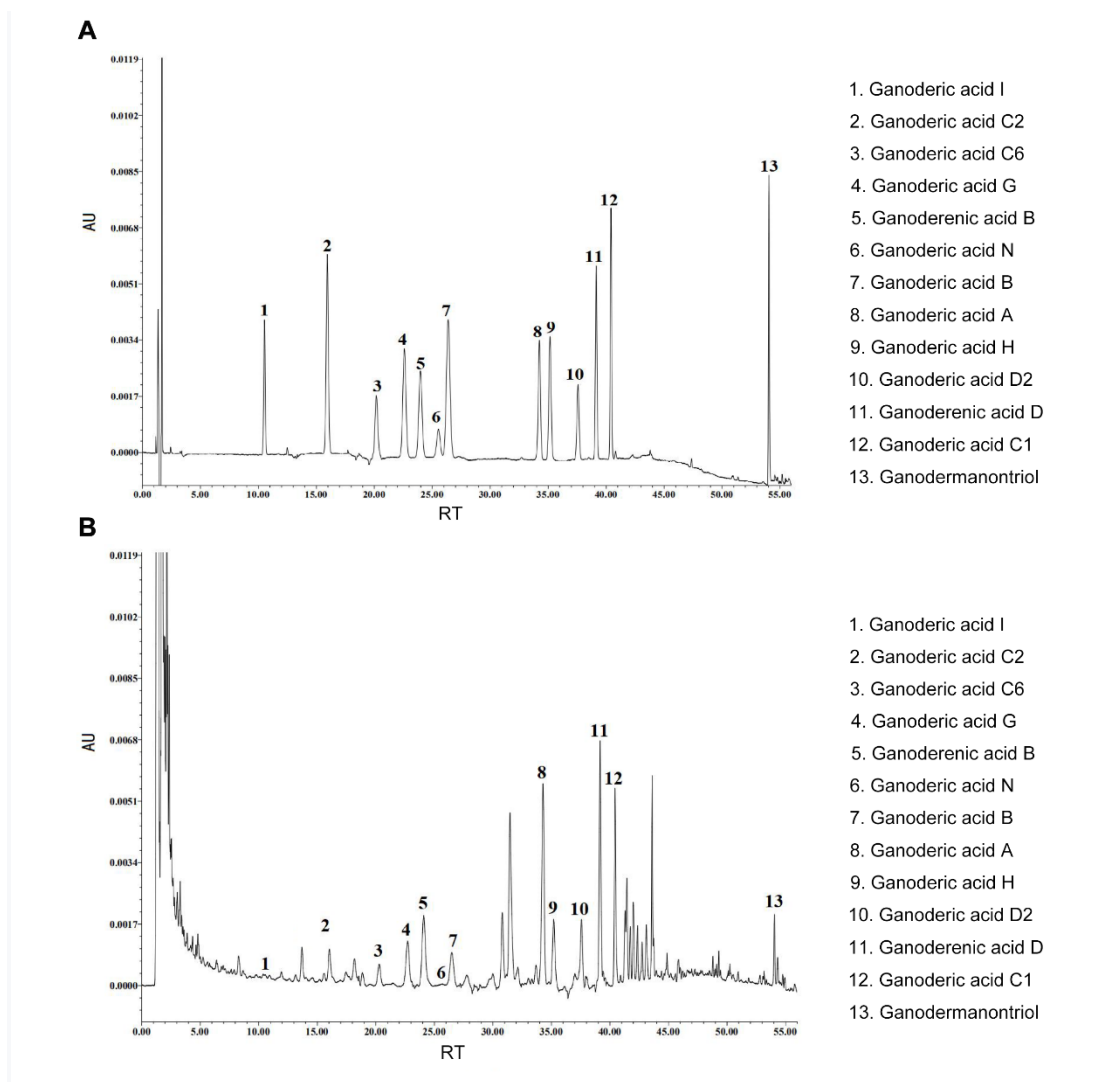 A
0.0119
0.0102
0.0085
0.0068
0.0051
0.0034
0.0017
0.0000
AU
1
2
3
4
5
6
7
8
9
10
11
12
13
0.00 5.00 10.00 15.00 20.00 25.00 30.00 35.00 40.00 45.00 50.00 55.00
RT
1. Ganoderic acid I
2. Ganoderic acid C2
3. Ganoderic acid C6
4. Ganoderic acid G
5. Ganoderenic acid B
6. Ganoderic acid N
7. Ganoderic acid B
8. Ganoderic acid A
9. Ganoderic acid H
10. Ganoderic acid D2
11. Ganoderenic acid D
12. Ganoderic acid C1
13. Ganodermanontriol
B
0.0119
0.0102
0.0085
0.0068
0.0051
0.0034
0.0017
0.0000
AU
1
2
3
4
5
6
7
8
9
10
11
12
13
0.00 5.00 10.00 15.00 20.00 25.00 30.00 35.00 40.00 45.00 50.00 55.00
RT
1. Ganoderic acid I
2. Ganoderic acid C2
3. Ganoderic acid C6
4. Ganoderic acid G
5. Ganoderenic acid B
6. Ganoderic acid N
7. Ganoderic acid B
8. Ganoderic acid A
9. Ganoderic acid H
10. Ganoderic acid D2
11. Ganoderenic acid D
12. Ganoderic acid C1
13. Ganodermanontriol